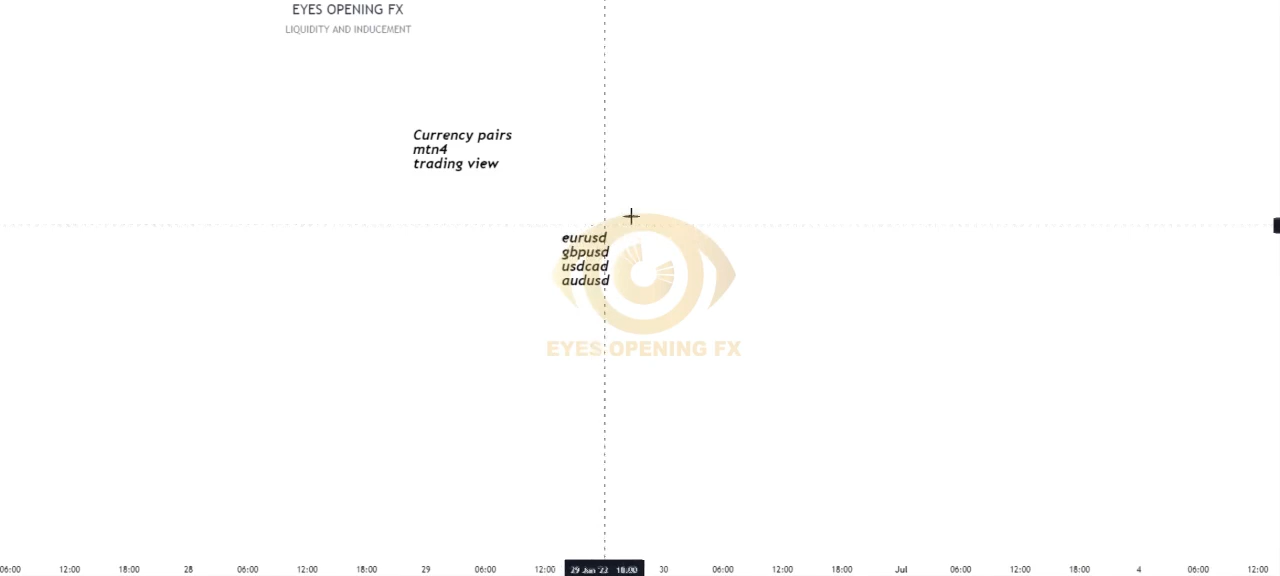 EYES OPENING FX
LIQUIDITY AND INDUCEMENT
Currency pairs
mtn4
trading view
eurusd
gbpusd
usdcad
audusd
EYES OPENING FX
06:00 12:00 18:00 28 06:00 12:00 18:00 29 06:00 12:00 18:00 30 06:00 12:00 18:00 Jul 06:00 12:00 18:00 4 06:00 12:00